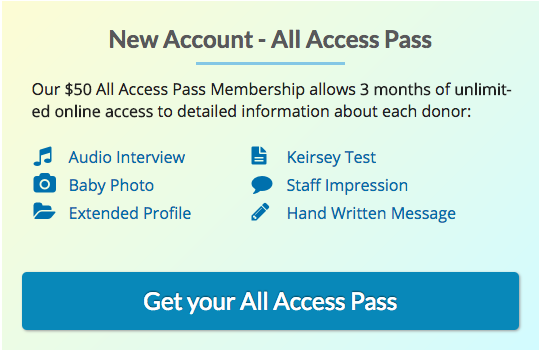 New Account - All Access Pass
Our $50 All Access Pass Membership allows 3 months of unlimit-
ed online access to detailed information about each donor:
Audio Interview
Keirsey Test
Baby Photo
Staff Impression
Extended Profile
Hand Written Message
Get your All Access Pass